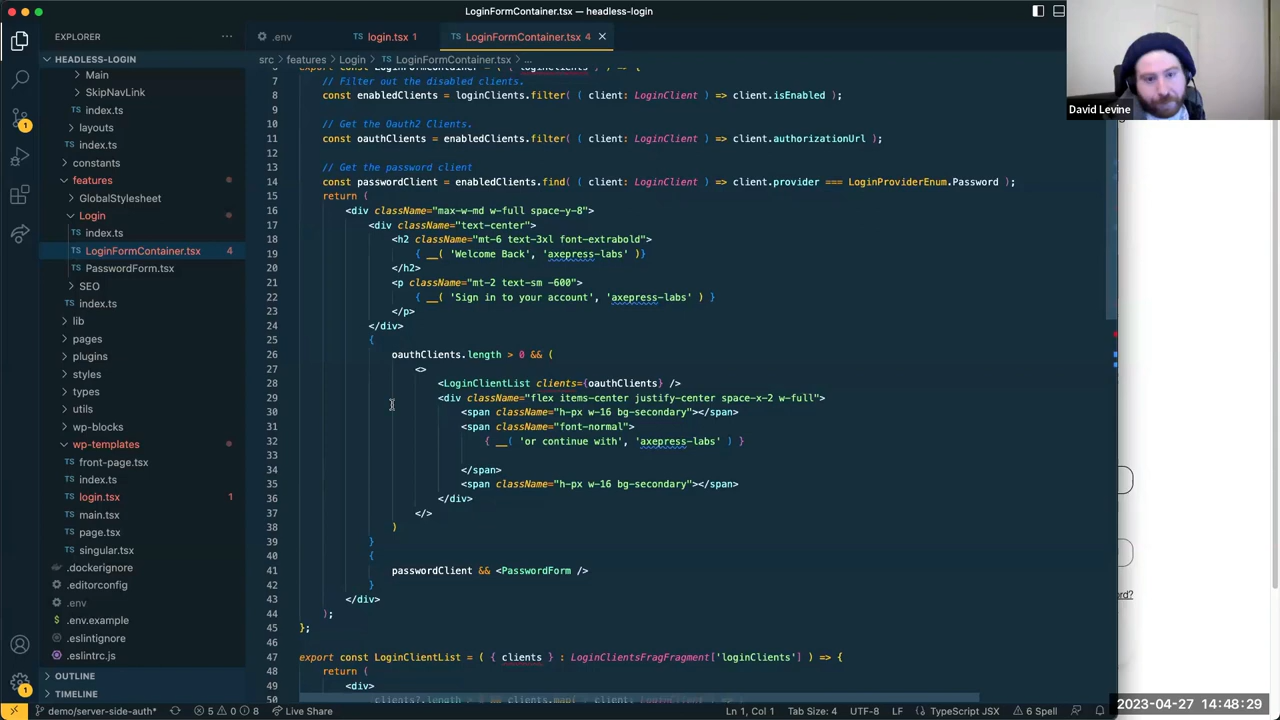 LoginFormContainer.tsx — headless-login
EXPLORER
.env
login.tsx 1
LoginFormContainer.tsx 4
HEADLESS-LOGIN
src > features > Login > LoginFormContainer.tsx > ...
Main
SkipNavLink
index.ts
layouts
index.ts
constants
features
GlobalStylesheet
Login
index.ts
LoginFormContainer.tsx 4
PasswordForm.tsx
SEO
index.ts
lib
pages
plugins
styles
types
utils
wp-blocks
wp-templates
front-page.tsx
index.ts
login.tsx 1
main.tsx
page.tsx
singular.tsx
.dockerignore
.editorconfig
.env
.env.example
.eslintignore
.eslintrc.js
OUTLINE
TIMELINE
7 // Filter out the disabled clients.
8 const enabledClients = loginClients.filter( ( client: LoginClient ) => client.isEnabled );
9
10 // Get the Oauth2 Clients.
11 const oauthClients = enabledClients.filter( ( client: LoginClient ) => client.authorizationUrl );
12
13 // Get the password client
14 const passwordClient = enabledClients.find( ( client: LoginClient ) => client.provider === LoginProviderEnum.Password );
15 return (
16 <div className="max-w-md w-full space-y-8">
17 <div className="text-center">
18 <h2 className="mt-6 text-3xl font-extrabold">
19 { __( 'Welcome Back', 'axepress-labs' )}
20 </h2>
21 <p className="mt-2 text-sm -600">
22 { __( 'Sign in to your account', 'axepress-labs' ) }
23 </p>
24 </div>
25 {
26 oauthClients.length > 0 && (
27 <>
28 <LoginClientList clients={oauthClients} />
29 <div className="flex items-center justify-center space-x-2 w-full">
30 <span className="h-px w-16 bg-secondary"></span>
31 <span className="font-normal">
32 { __( 'or continue with', 'axepress-labs' ) }
33
34 </span>
35 <span className="h-px w-16 bg-secondary"></span>
36 </div>
37 </>
38 )
39 }
40 {
41 passwordClient && <PasswordForm />
42 }
43 </div>
44 );
45 };
46
47 export const LoginClientList = ( { clients } : LoginClientsFragFragment['loginClients'] ) => {
48 return (
49 <div>
50
David Levine
rd?
demo/server-side-auth* 5 0 8 Live Share
Ln 1, Col 1 Tab Size: 4 UTF-8 LF TypeScript JSX 6 Spell
2023-04-27 14:48:29